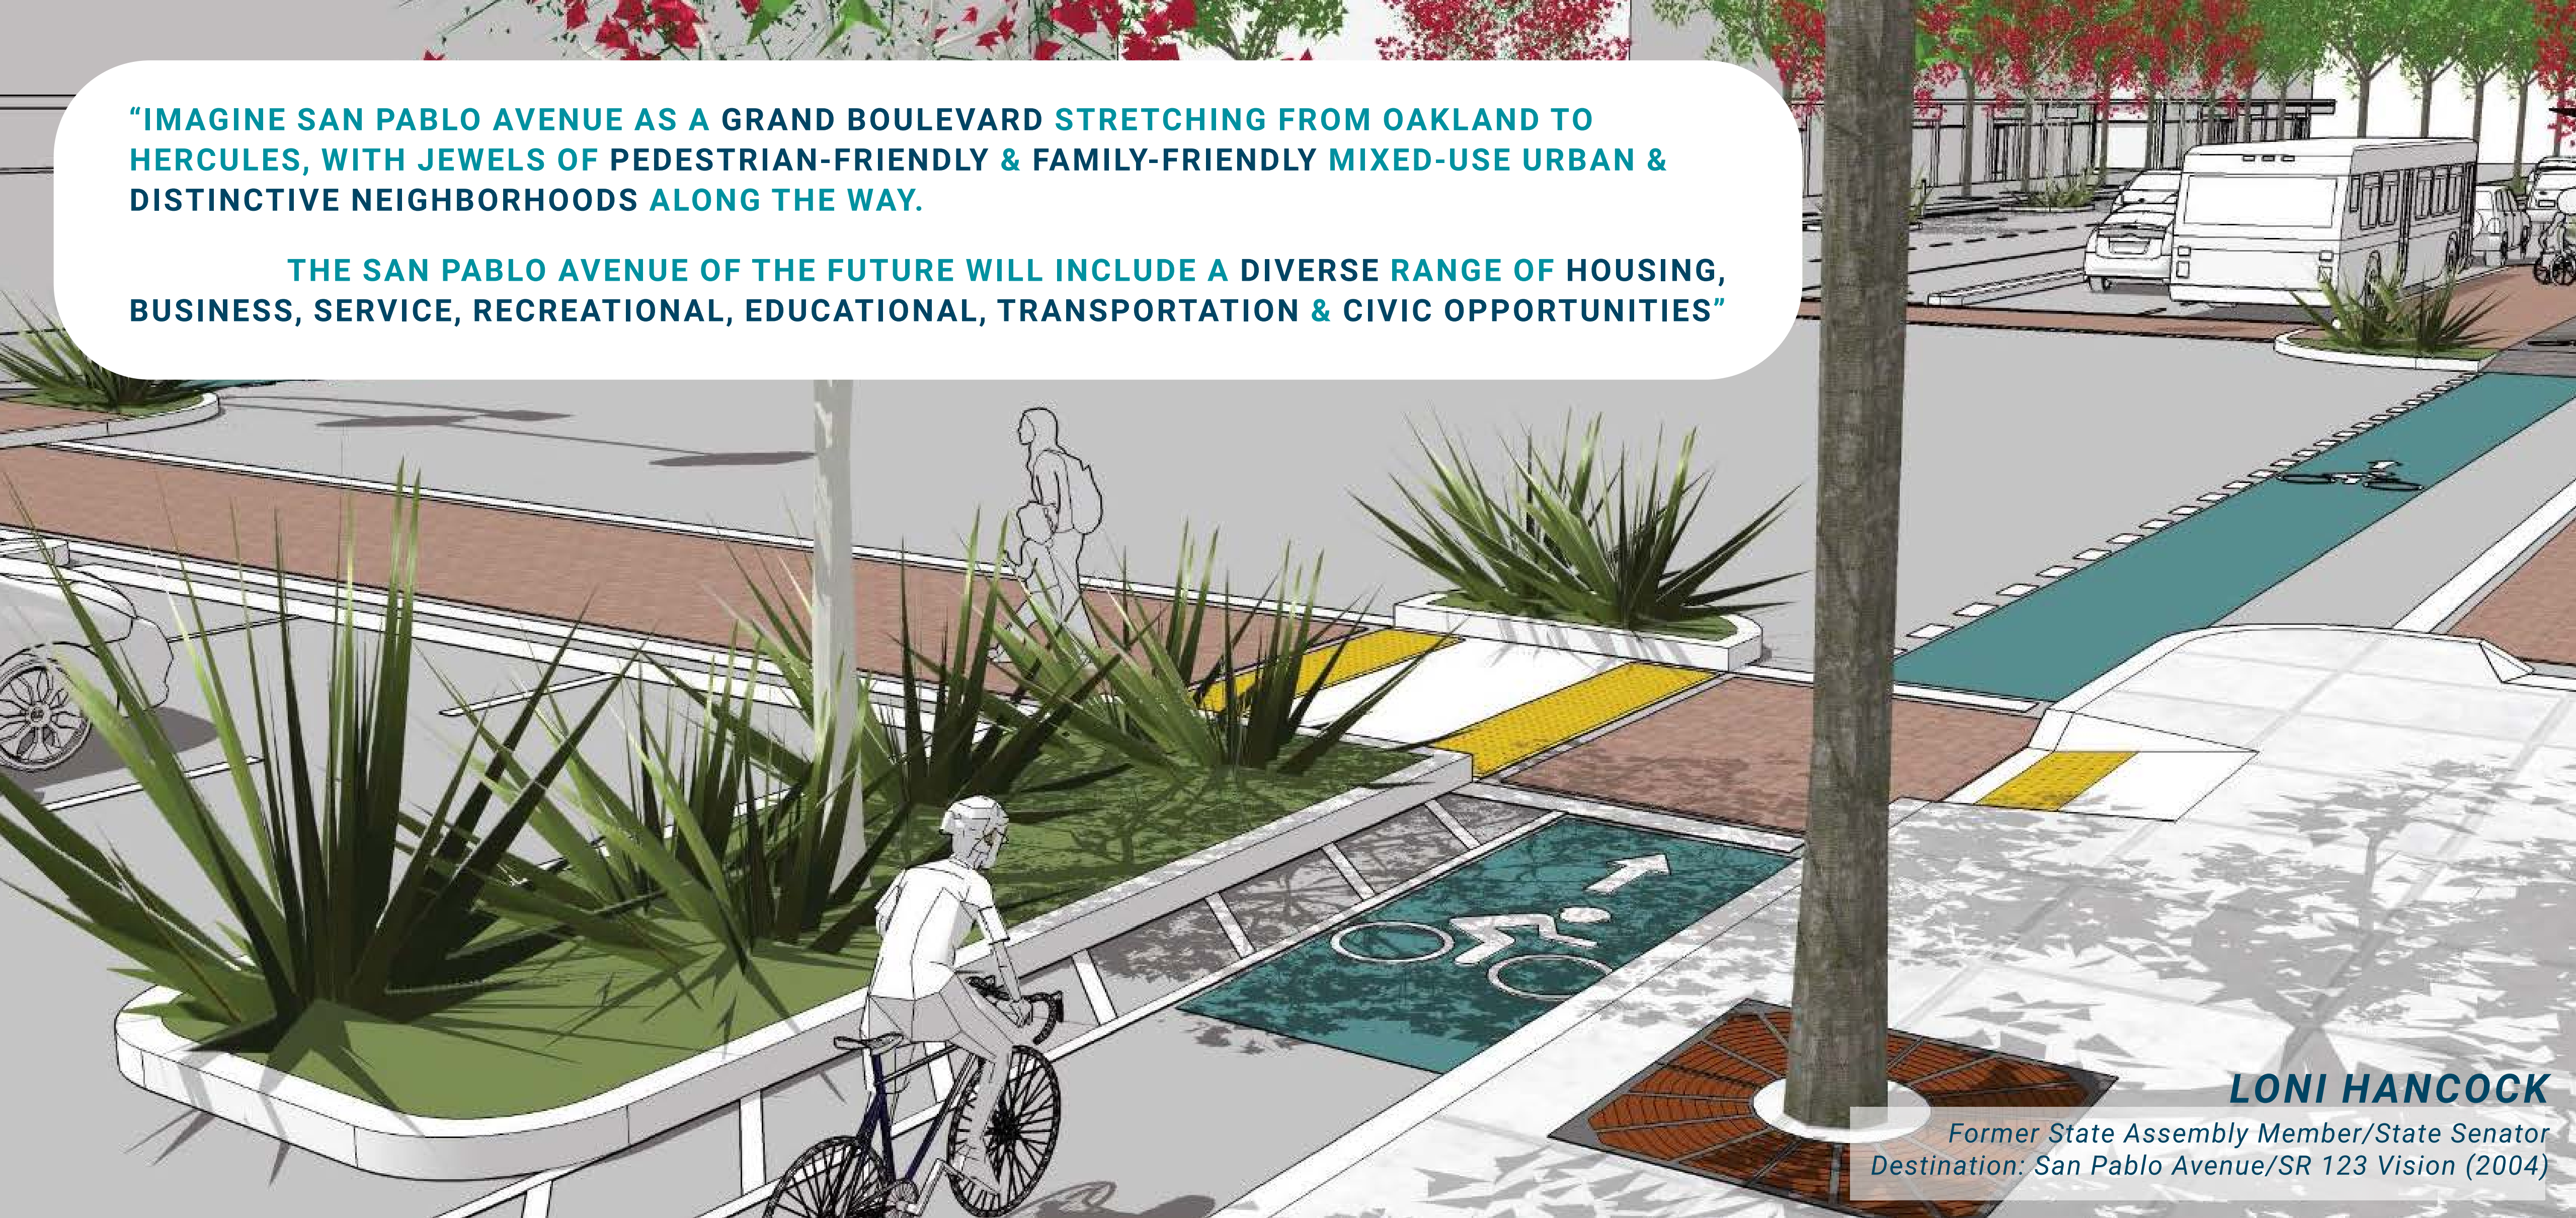 “IMAGINE SAN PABLO AVENUE AS A GRAND BOULEVARD STRETCHING FROM OAKLAND TO
HERCULES, WITH JEWELS OF PEDESTRIAN-FRIENDLY & FAMILY-FRIENDLY MIXED-USE URBAN &
DISTINCTIVE NEIGHBORHOODS ALONG THE WAY.
THE SAN PABLO AVENUE OF THE FUTURE WILL INCLUDE A DIVERSE RANGE OF HOUSING,
BUSINESS, SERVICE, RECREATIONAL, EDUCATIONAL, TRANSPORTATION & CIVIC OPPORTUNITIES”
LONI HANCOCK
Former State Assembly Member/State Senator
Destination: San Pablo Avenue/SR 123 Vision (2004)